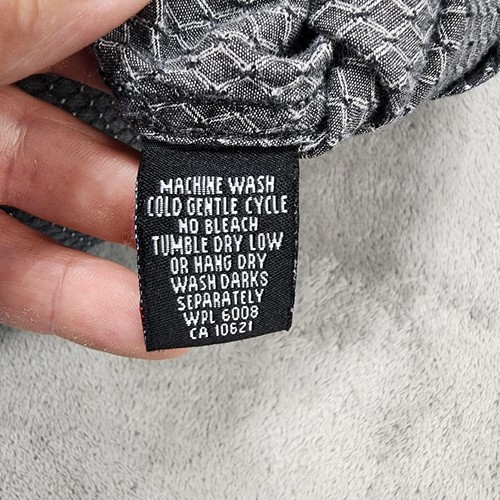 MACHINE WASH
COLD GENTLE CYCLE
NO BLEACH
TUMBLE DRY LOW
OR HANG DRY
WASH DARKS
SEPARATELY
WPL 6008
CA 10621